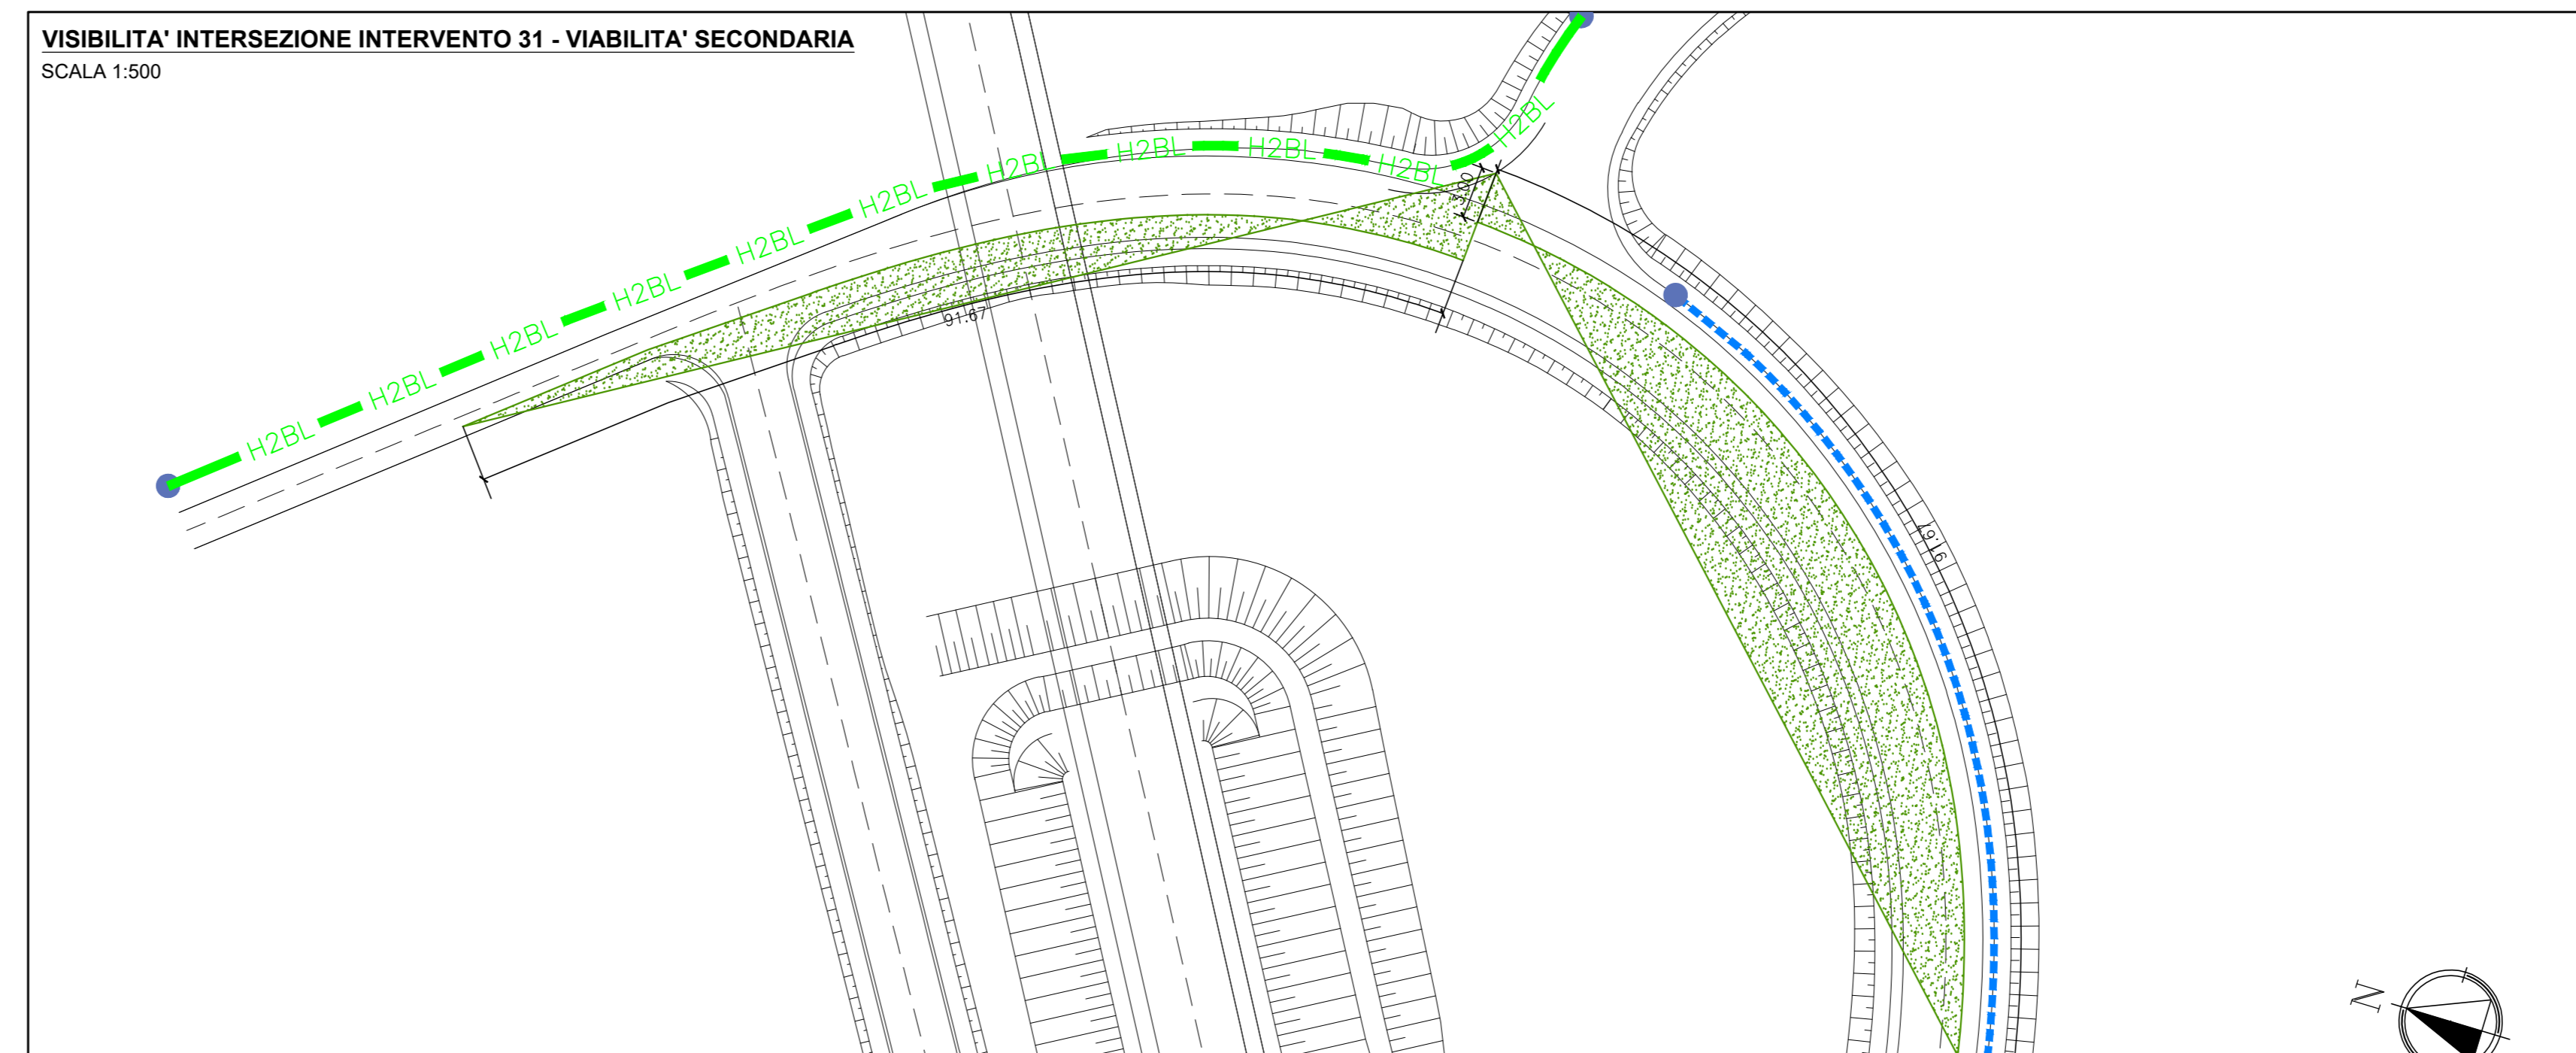 VISIBILITA' INTERSEZIONE INTERVENTO 31 - VIABILITA' SECONDARIA
SCALA 1:500
H2BL
H2BL
H2BL
H2BL
H2BL
H2BL
H2BL
H2BL
H2BL
H2BL
H2BL
3.00
91.67
91.67
N